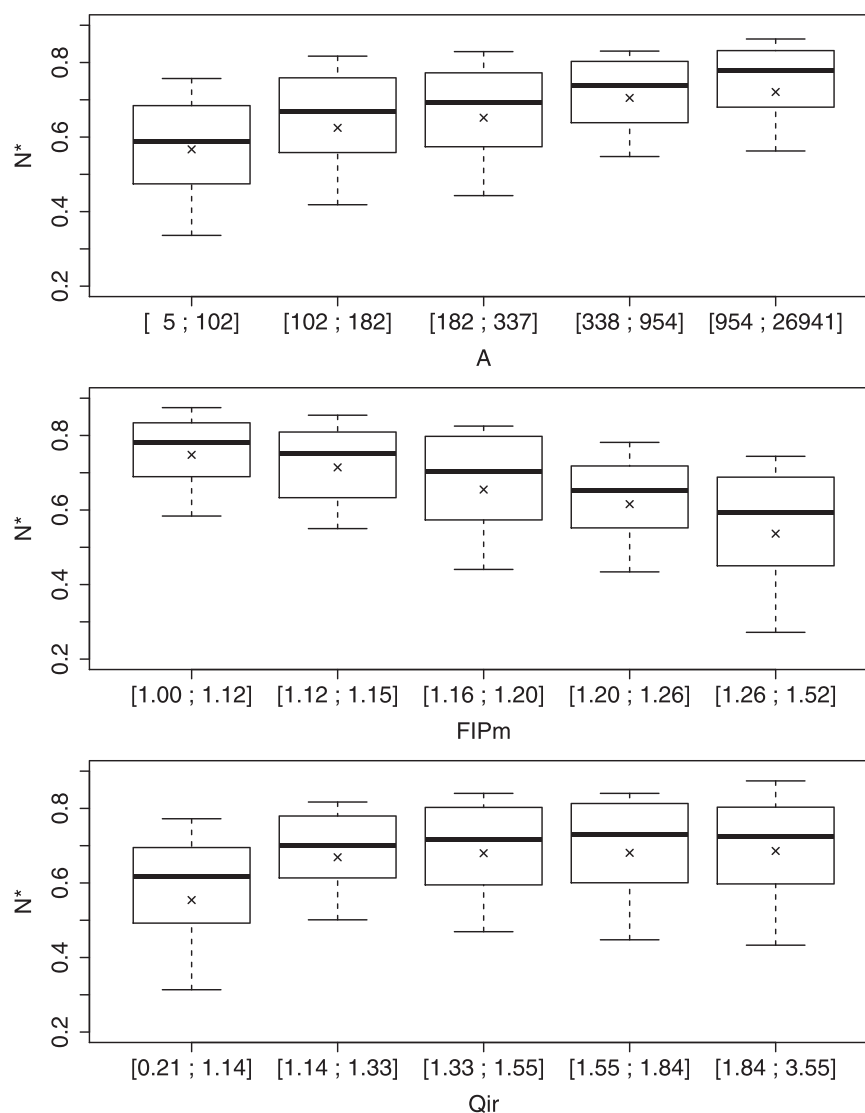 N*
0.2 0.4 0.6 0.8
[  5 ; 102] [102 ; 182] [182 ; 337] [338 ; 954] [954 ; 26941]
A
N*
0.2 0.4 0.6 0.8
[1.00 ; 1.12] [1.12 ; 1.15] [1.16 ; 1.20] [1.20 ; 1.26] [1.26 ; 1.52]
FIPm
N*
0.2 0.4 0.6 0.8
[0.21 ; 1.14] [1.14 ; 1.33] [1.33 ; 1.55] [1.55 ; 1.84] [1.84 ; 3.55]
Qir